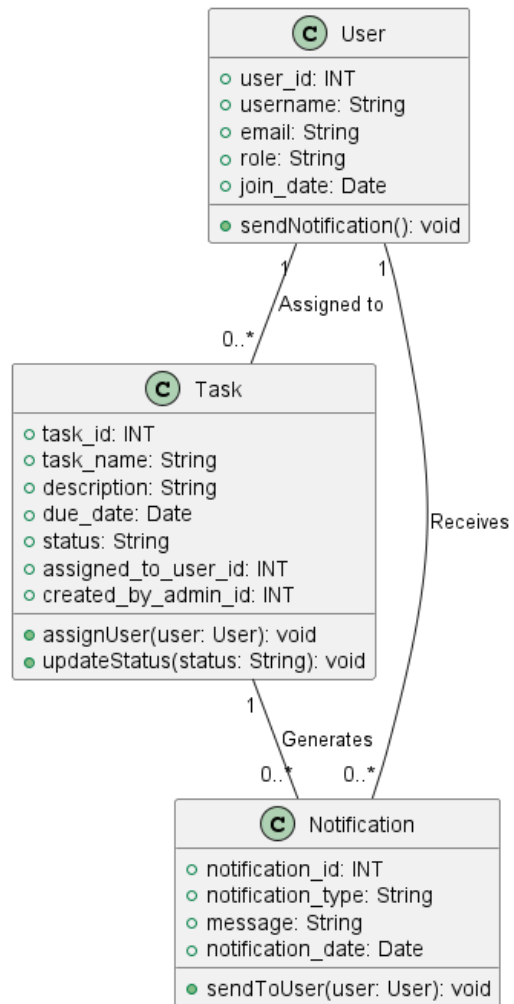 C User
user_id: INT
username: String
email: String
role: String
join_date: Date
sendNotification(): void
1
1
Assigned to
0..*
C Task
task_id: INT
task_name: String
description: String
due_date: Date
status: String
assigned_to_user_id: INT
created_by_admin_id: INT
assignUser(user: User): void
updateStatus(status: String): void
Receives
1
Generates
0..*
0..*
C Notification
notification_id: INT
notification_type: String
message: String
notification_date: Date
sendToUser(user: User): void